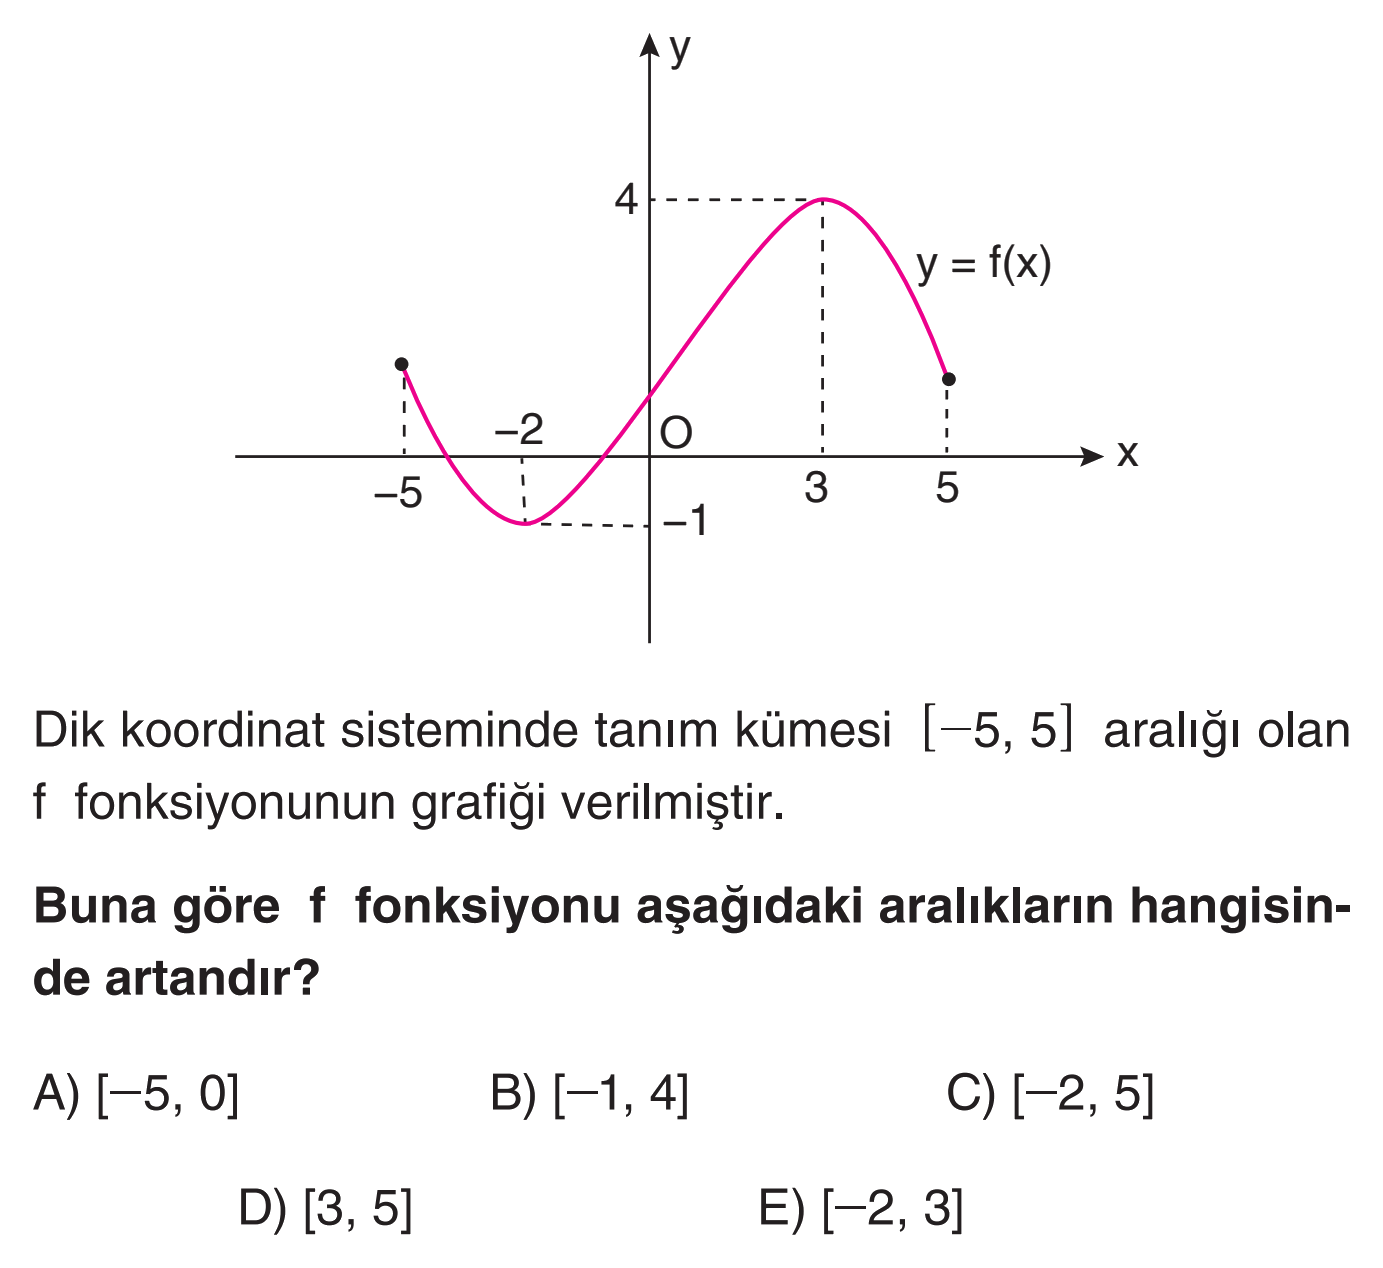 y
4
y = f(x)
−2
O
x
−5
3
5
−1
Dik koordinat sisteminde tanım kümesi [−5, 5] aralığı olan
f fonksiyonunun grafiği verilmiştir.
Buna göre f fonksiyonu aşağıdaki aralıkların hangisin-
de artandır?
A) [−5, 0] B) [−1, 4] C) [−2, 5]
D) [3, 5] E) [−2, 3]